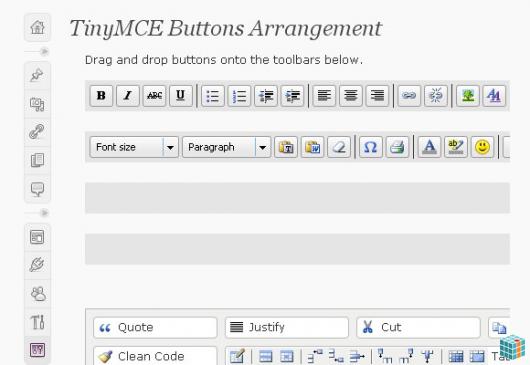 TinyMCE Buttons Arrangement
Drag and drop buttons onto the toolbars below.
B I ABC U
Font size Paragraph
Quote Justify Cut
Clean Code